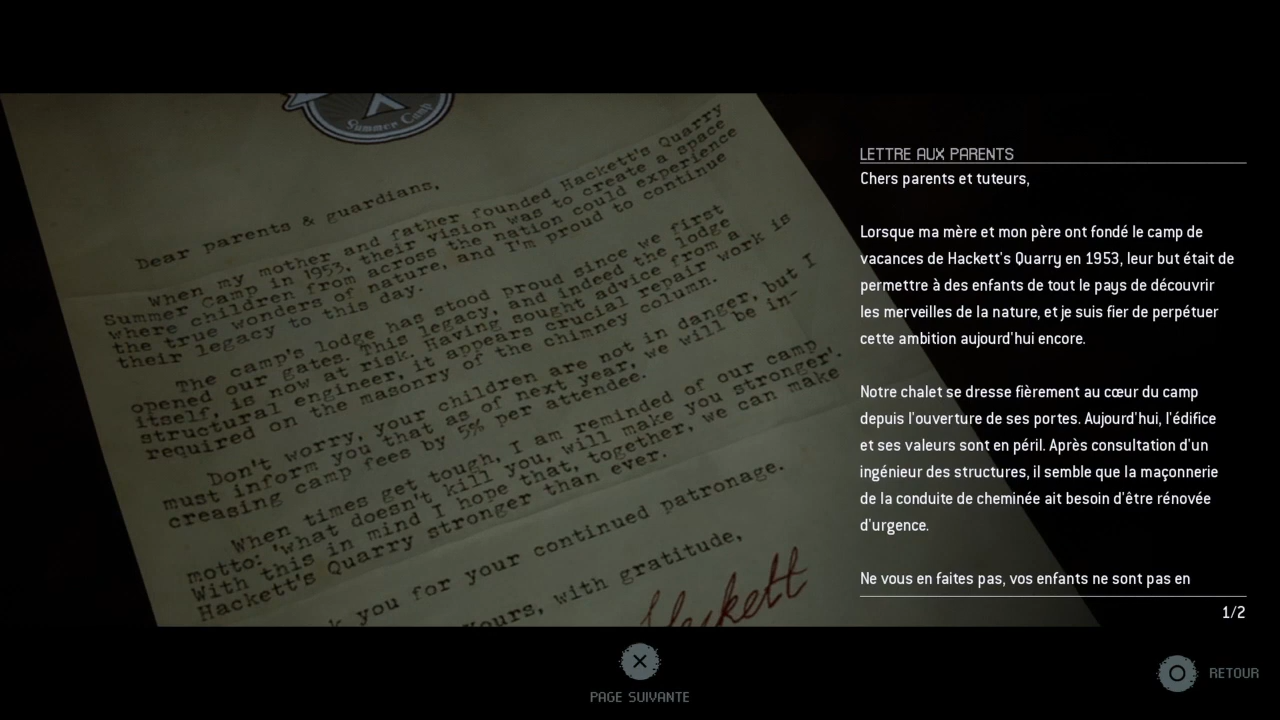 Summer Camp
Dear parents & guardians,
When my mother and father founded Hackett's Quarry
Summer Camp in 1953, their vision was to create a space
where children from across the nation could experience
the true wonders of nature, and I'm proud to continue
their legacy to this day.
The camp's lodge has stood proud since we first
opened our gates. This legacy, and indeed the lodge
itself, is now at risk. Having sought advice from a
structural engineer, it appears crucial repair work is
required on the masonry of the chimney column.
Don't worry, your children are not in danger, but I
must inform you that as of next year, we will be in-
creasing camp fees by 5% per attendee.
When times get tough, I am reminded of our camp
motto: 'what doesn't kill you, will make you stronger'.
With this in mind I hope that, together, we can make
Hackett's Quarry stronger than ever.
k you for your continued patronage.
Yours, with gratitude,
Hackett
LETTRE AUX PARENTS
Chers parents et tuteurs,
Lorsque ma mère et mon père ont fondé le camp de
vacances de Hackett's Quarry en 1953, leur but était de
permettre à des enfants de tout le pays de découvrir
les merveilles de la nature, et je suis fier de perpétuer
cette ambition aujourd'hui encore.
Notre chalet se dresse fièrement au cœur du camp
depuis l'ouverture de ses portes. Aujourd'hui, l'édifice
et ses valeurs sont en péril. Après consultation d'un
ingénieur des structures, il semble que la maçonnerie
de la conduite de cheminée ait besoin d'être rénovée
d'urgence.
Ne vous en faites pas, vos enfants ne sont pas en
1/2
PAGE SUIVANTE
RETOUR